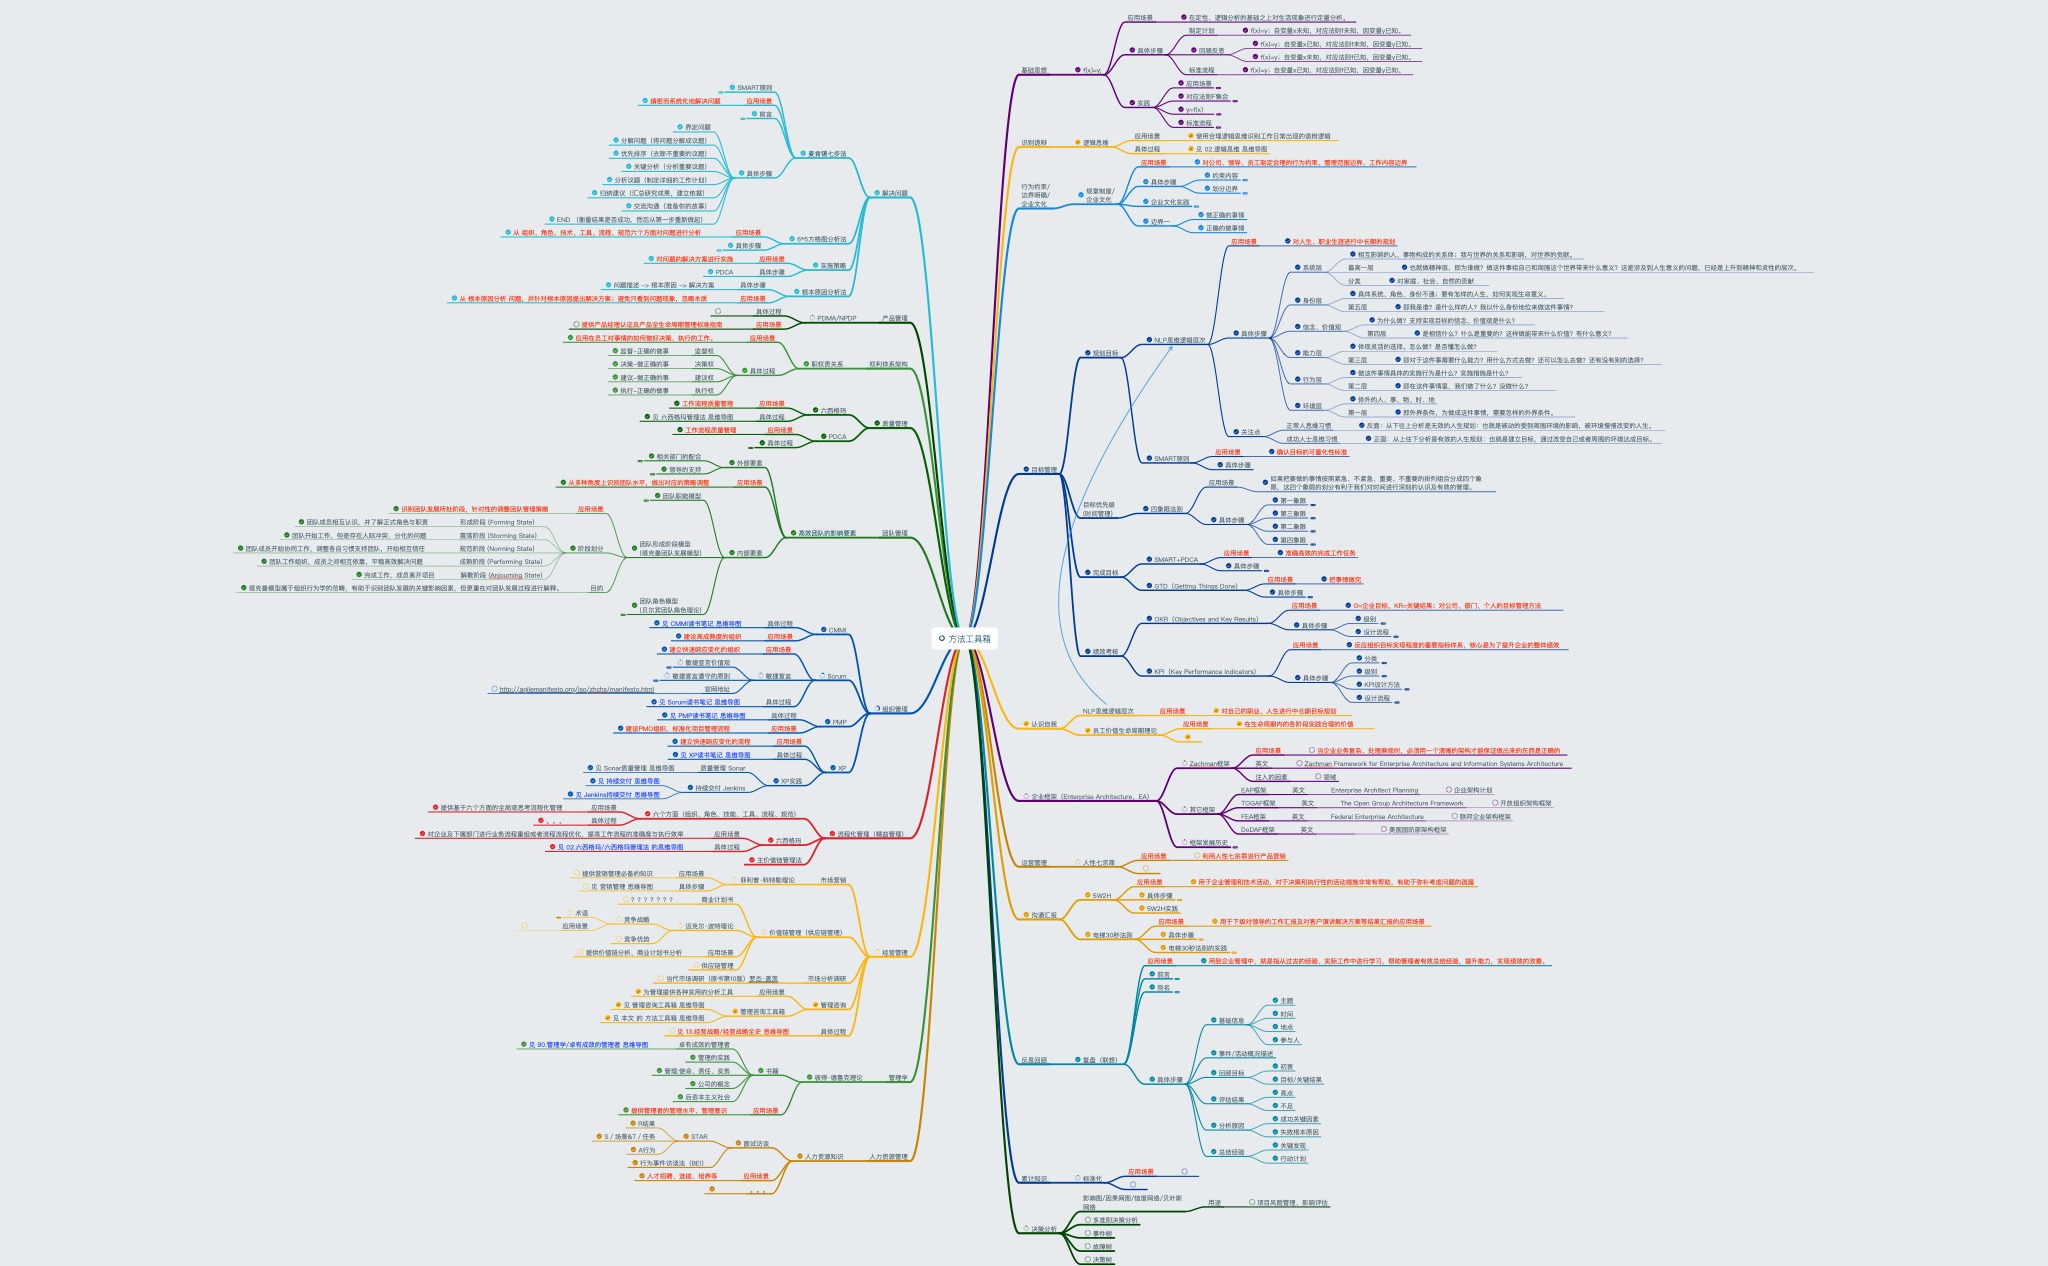 方法工具箱
基础思想
f(x)=y;
应用场景
在定性、逻辑分析的基础之上对生活现象进行定量分析。
具体步骤
制定计划
f(x)=y；自变量x未知，对应法则f未知，因变量y已知。
回顾反思
f(x)=y；自变量x已知，对应法则f未知，因变量y已知。
f(x)=y；自变量x未知，对应法则f已知，因变量y已知。
标准流程
f(x)=y；自变量x已知，对应法则f已知，因变量y已知。
实践
应用场景
对应法则F集合
y=f(x)
标准流程
识别诡辩
逻辑思维
应用场景
使用合理逻辑思维识别工作日常出现的诡辩逻辑
具体过程
见 02.逻辑思维 思维导图
行为约束/
边界明确/
企业文化
规章制度/
企业文化
应用场景
对公司、领导、员工制定合理的行为约束、管理范围边界、工作内容边界
具体步骤
约束内容
划分边界
企业文化实践
边界一
做正确的事情
正确的做事情
目标管理
规划目标
NLP思维逻辑层次
应用场景
对人生、职业生涯进行中长期的规划
具体步骤
系统层
相互影响的人、事物构成的关系体；我与世界的关系和影响，对世界的贡献。
最高一层
也就做精神层，即为谁做？做这件事给自己和周围这个世界带来什么意义？这是涉及到人生意义的问题，已经是上升到精神和灵性的层次。
分类
对家庭、社会、自然的贡献
身份层
具体系统、角色、身份不通；要有怎样的人生，如何实现生命意义。
第五层
即我是谁？是什么样的人？我以什么身份地位来做这件事情？
信念、价值观
为什么做？支持实现目标的信念、价值观是什么？
第四层
是相信什么？什么是重要的？这样做能带来什么价值？有什么意义？
能力层
体现灵活的选择，怎么做？是否懂怎么做？
第三层
即对于这件事需要什么能力？用什么方式去做？还可以怎么去做？还有没有别的选择？
行为层
做这件事情具体的实施行为是什么？实施措施是什么？
第二层
即在这件事情里，我们做了什么？没做什么？
环境层
体外的人、事、物、时、地
第一层
即外界条件，为做成这件事情，需要怎样的外界条件。
关注点
正常人思维习惯
反面：从下往上分析是无效的人生规划：也就是被动的受到周围环境的影响，被环境慢慢改变的人生。
成功人士思维习惯
正面：从上往下分析是有效的人生规划：也就是建立目标，通过改变自己或者周围的环境达成目标。
SMART原则
应用场景
确认目标的可量化性标准
具体步骤
目标优先级
(时间管理)
四象限法则
应用场景
如果把要做的事情按照紧急、不紧急、重要、不重要的排列组合分成四个象
限，这四个象限的划分有利于我们对时间进行深刻的认识及有效的管理。
具体步骤
第一象限
第三象限
第二象限
第四象限
完成目标
SMART+PDCA
应用场景
准确高效的完成工作任务
具体步骤
GTD（Getting Things Done）
应用场景
把事情做完
具体步骤
绩效考核
OKR（Objectives and Key Results）
应用场景
O=企业目标，KR=关键结果；对公司、部门、个人的目标管理方法
具体步骤
级别
设计流程
KPI（Key Performance Indicators）
应用场景
反应组织目标实现程度的重要指标体系，核心是为了提升企业的整体绩效
具体步骤
分类
级别
KPI设计方法
设计流程
认识自我
NLP思维逻辑层次
应用场景
对自己的职业、人生进行中长期目标规划
员工价值生命周期理论
应用场景
在生命周期内的各阶段实践合理的价值
企业框架（Enterprise Architecture，EA）
Zachman框架
应用场景
当企业业务复杂、处理麻烦时，必须用一个清晰的架构才能保证做出来的东西是正确的
英文
Zachman Framework for Enterprise Architecture and Information Systems Architecture
注入的因素
领域
其它框架
EAP框架
英文
Enterprise Architect Planning
企业架构计划
TOGAF框架
英文
The Open Group Architecture Framework
开放组织架构框架
FEA框架
英文
Federal Enterprise Architecture
联邦企业架构框架
DoDAF框架
英文
美国国防部架构框架
框架发展历史
运营管理
人性七宗罪
应用场景
利用人性七宗罪进行产品营销
沟通汇报
5W2H
应用场景
用于企业管理和技术活动，对于决策和执行性的活动措施非常有帮助，有助于弥补考虑问题的疏漏
具体步骤
5W2H实践
电梯30秒法则
应用场景
用于下级对领导的工作汇报及对客户演讲解决方案等结果汇报的应用场景
具体步骤
电梯30秒法则的实践
反思回顾
复盘（联想）
应用场景
用到企业管理中，就是指从过去的经验，实际工作中进行学习，帮助管理者有效总结经验，提升能力，实现绩效的改善。
前言
别名
具体步骤
基础信息
主题
时间
地点
参与人
事件/活动概况描述
回顾目标
初衷
目标/关键结果
评估结果
亮点
不足
分析原因
成功关键因素
失败根本原因
总结经验
关键发现
行动计划
累计知识
标准化
应用场景
决策分析
影响图/因果网图/信度网络/贝叶斯
网络
用途
项目风险管理、影响评估
多准则决策分析
事件树
故障树
决策树
解决问题
麦肯锡七步法
SMART原则
应用场景
缜密而系统化地解决问题
前言
具体步骤
界定问题
分解问题（将问题分解成议题）
优先排序（去除不重要的议题）
关键分析（分析重要议题）
分析议题（制定详细的工作计划）
归纳建议（汇总研究成果，建立依据）
交流沟通（准备你的故事）
END （衡量结果是否成功，然后从第一步重新做起）
6*5方格图分析法
应用场景
从 组织、角色、技术、工具、流程、规范六个方面对问题进行分析
具体步骤
实施策略
应用场景
对问题的解决方案进行实施
具体步骤
PDCA
根本原因分析法
具体步骤
问题描述 -> 根本原因 -> 解决方案
应用场景
从 根本原因分析 问题，并针对根本原因提出解决方案；避免只看到问题现象，忽略本质
产品管理
PDMA/NPDP
具体过程
应用场景
提供产品经理认证及产品全生命周期管理标准指南
权利体系架构
职权责关系
应用场景
应用在员工对事情的如何做好决策、执行的工作。
具体过程
监督权
监督-正确的做事
决策权
决策-做正确的事
建议权
建议-做正确的事
执行权
执行-正确的做事
质量管理
六西格玛
应用场景
工作流程质量管理
具体过程
见 六西格玛管理法 思维导图
PDCA
应用场景
工作流程质量管理
具体过程
团队管理
高效团队的影响要素
外部要素
相关部门的配合
领导的支持
应用场景
从多种角度上识别团队水平，做出对应的策略调整
内部要素
团队职能模型
团队形成阶段模型
(塔克曼团队发展模型)
应用场景
识别团队发展所处阶段，针对性的调整团队管理策略
阶段划分
形成阶段 (Forming State)
团队成员相互认识，并了解正式角色与职责
震荡阶段 (Storming State)
团队开始工作，但是存在人际冲突、分化的问题
规范阶段 (Norming State)
团队成员开始协同工作，调整各自习惯支持团队，开始相互信任
成熟阶段 (Performing State)
团队工作组织，成员之间相互依靠，平稳高效解决问题
解散阶段 (Anjourning State)
完成工作，成员离开项目
目的
塔克曼模型属于组织行为学的范畴，有助于识别团队发展的关键影响因素，但更重在对团队发展过程进行解释。
团队角色模型
(贝尔宾团队角色理论)
组织管理
CMMI
具体过程
见 CMMI读书笔记 思维导图
应用场景
建设高成熟度的组织
Scrum
应用场景
建立快速响应变化的组织
敏捷宣言
敏捷宣言价值观
敏捷宣言遵守的原则
官网地址
http://agilemanifesto.org/iso/zhchs/manifesto.html
具体过程
见 Scrum读书笔记 思维导图
PMP
具体过程
见 PMP读书笔记 思维导图
应用场景
建设PMO组织，标准化项目管理流程
XP
应用场景
建立快速响应变化的流程
具体过程
见 XP读书笔记 思维导图
XP实践
质量管理 Sonar
见 Sonar质量管理 思维导图
持续交付 Jenkins
见 持续交付 思维导图
见 Jenkins持续交付 思维导图
流程化管理（精益管理）
六个方面（组织、角色、技能、工具、流程、规范）
应用场景
提供基于六个方面的全局观思考流程化管理
具体过程
。。。
六西格玛
应用场景
对企业及下属部门进行业务流程重组或者流程流程优化，提高工作流程的准确度与执行效率
具体过程
见 02.六西格玛/六西格玛管理法 的思维导图
主价值链管理法
经营管理
市场营销
菲利普·科特勒理论
应用场景
提供营销管理必备的知识
具体步骤
见 营销管理 思维导图
价值链管理（供应链管理）
商业计划书
？？？？？？？
迈克尔·波特理论
竞争战略
术语
应用场景
竞争优势
应用场景
提供价值链分析、商业计划书分析
供应链管理
市场分析调研
当代市场调研（原书第10版）罗杰·盖茨
管理咨询
应用场景
为管理提供各种实用的分析工具
管理咨询工具箱
见 管理咨询工具箱 思维导图
见 本文 的 方法工具箱 思维导图
具体过程
见 13.经营战略/经营战略全史 思维导图
管理学
彼得·德鲁克理论
书籍
卓有成效的管理者
见 90.管理学/卓有成效的管理者 思维导图
管理的实践
管理:使命、责任、实务
公司的概念
后资本主义社会
应用场景
提供管理者的管理水平、管理意识
人力资源管理
人力资源知识
面试访谈
STAR
R结果
S / 场景&T / 任务
A行为
行为事件访谈法（BEI）
应用场景
人才招聘、选拔、培养等
。。。